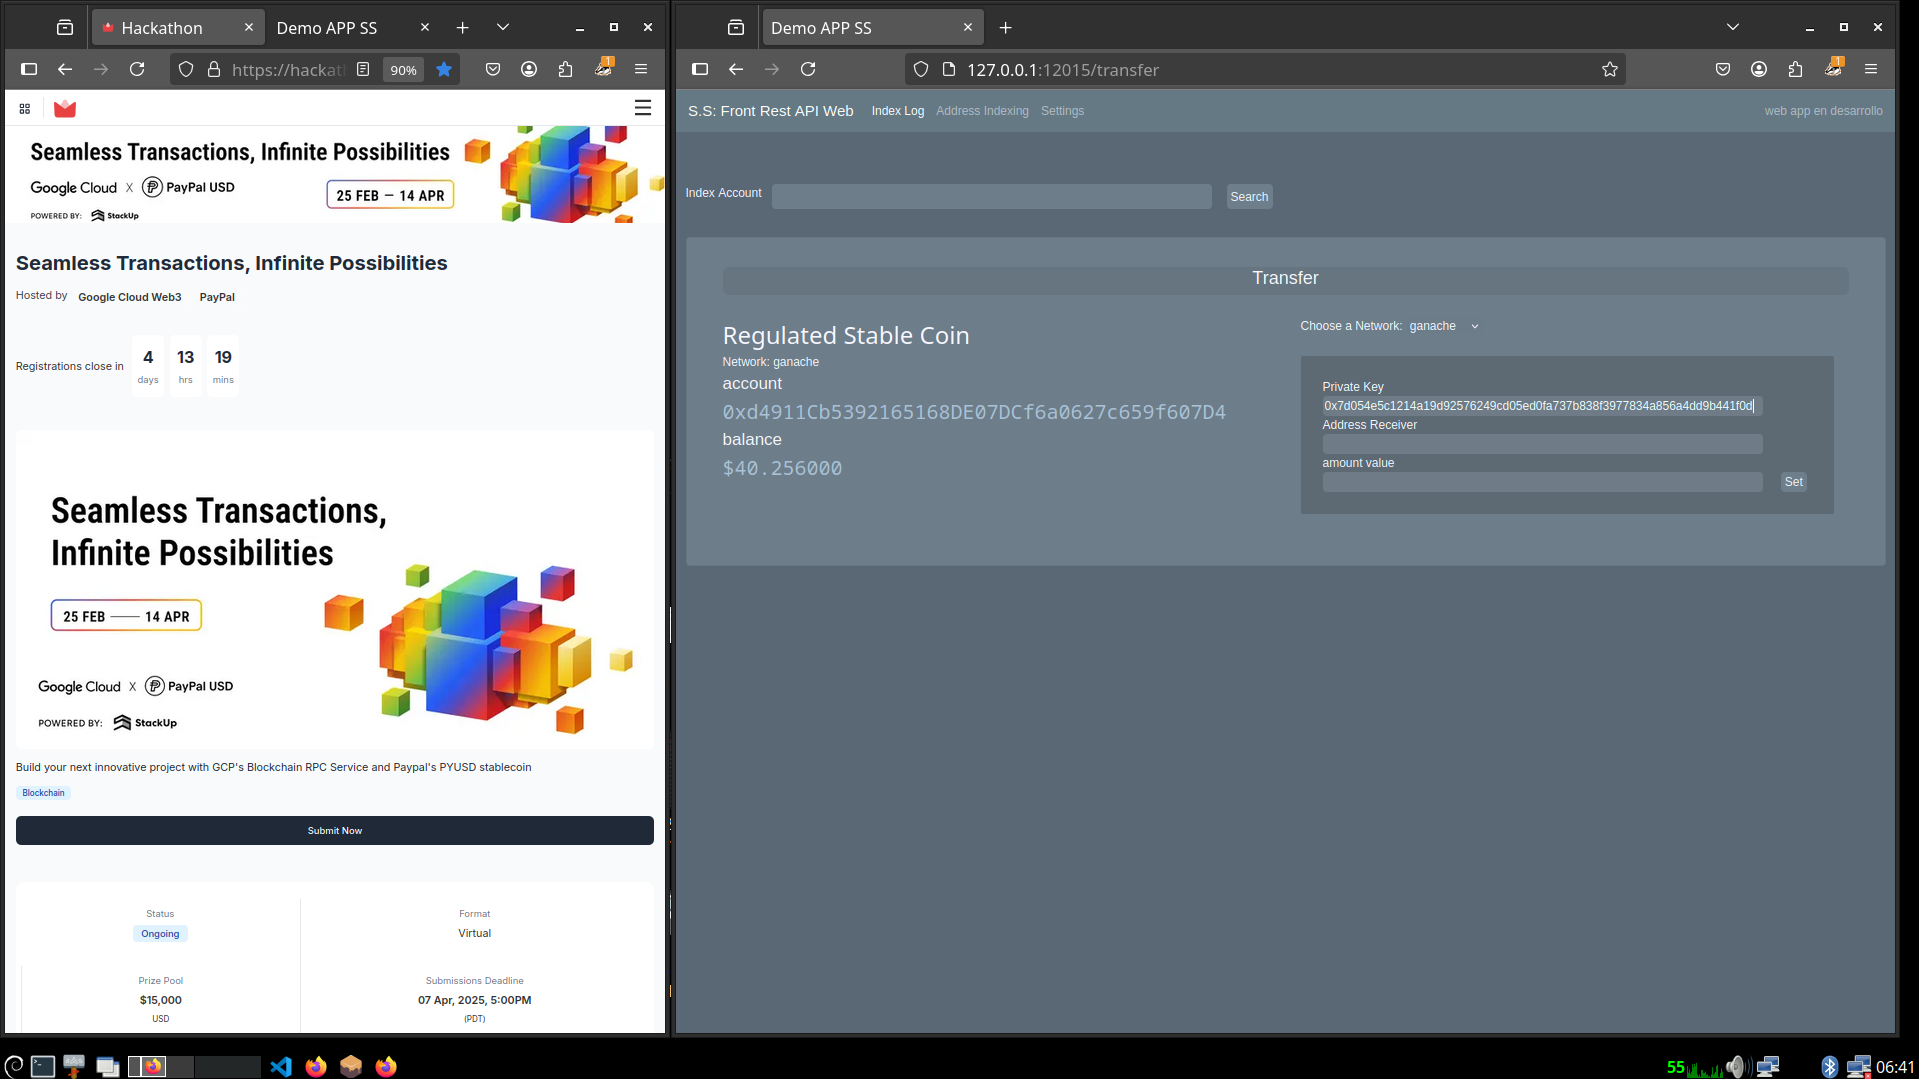 Hackathon
Demo APP SS
https://hackath
90%
1
Seamless Transactions, Infinite Possibilities
Google Cloud X PayPal USD
25 FEB — 14 APR
POWERED BY: StackUp
Seamless Transactions, Infinite Possibilities
Hosted by Google Cloud Web3 PayPal
Registrations close in
4 13 19
days hrs mins
Seamless Transactions,
Infinite Possibilities
25 FEB — 14 APR
Google Cloud X PayPal USD
POWERED BY: StackUp
Build your next innovative project with GCP's Blockchain RPC Service and Paypal's PYUSD stablecoin
Blockchain
Submit Now
Status
Ongoing
Format
Virtual
Prize Pool
$15,000
USD
Submissions Deadline
07 Apr, 2025, 5:00PM
(PDT)
Demo APP SS
127.0.0.1:12015/transfer
1
S.S: Front Rest API Web Index Log Address Indexing Settings web app en desarrollo
Index Account Search
Transfer
Regulated Stable Coin
Network: ganache
account
0xd4911Cb5392165168DE07DCf6a0627c659f607D4
balance
$40.256000
Choose a Network: ganache
Private Key
0x7d054e5c1214a19d92576249cd05ed0fa737b838f3977834a856a4dd9b441f0d
Address Receiver
amount value
Set
55
06:41